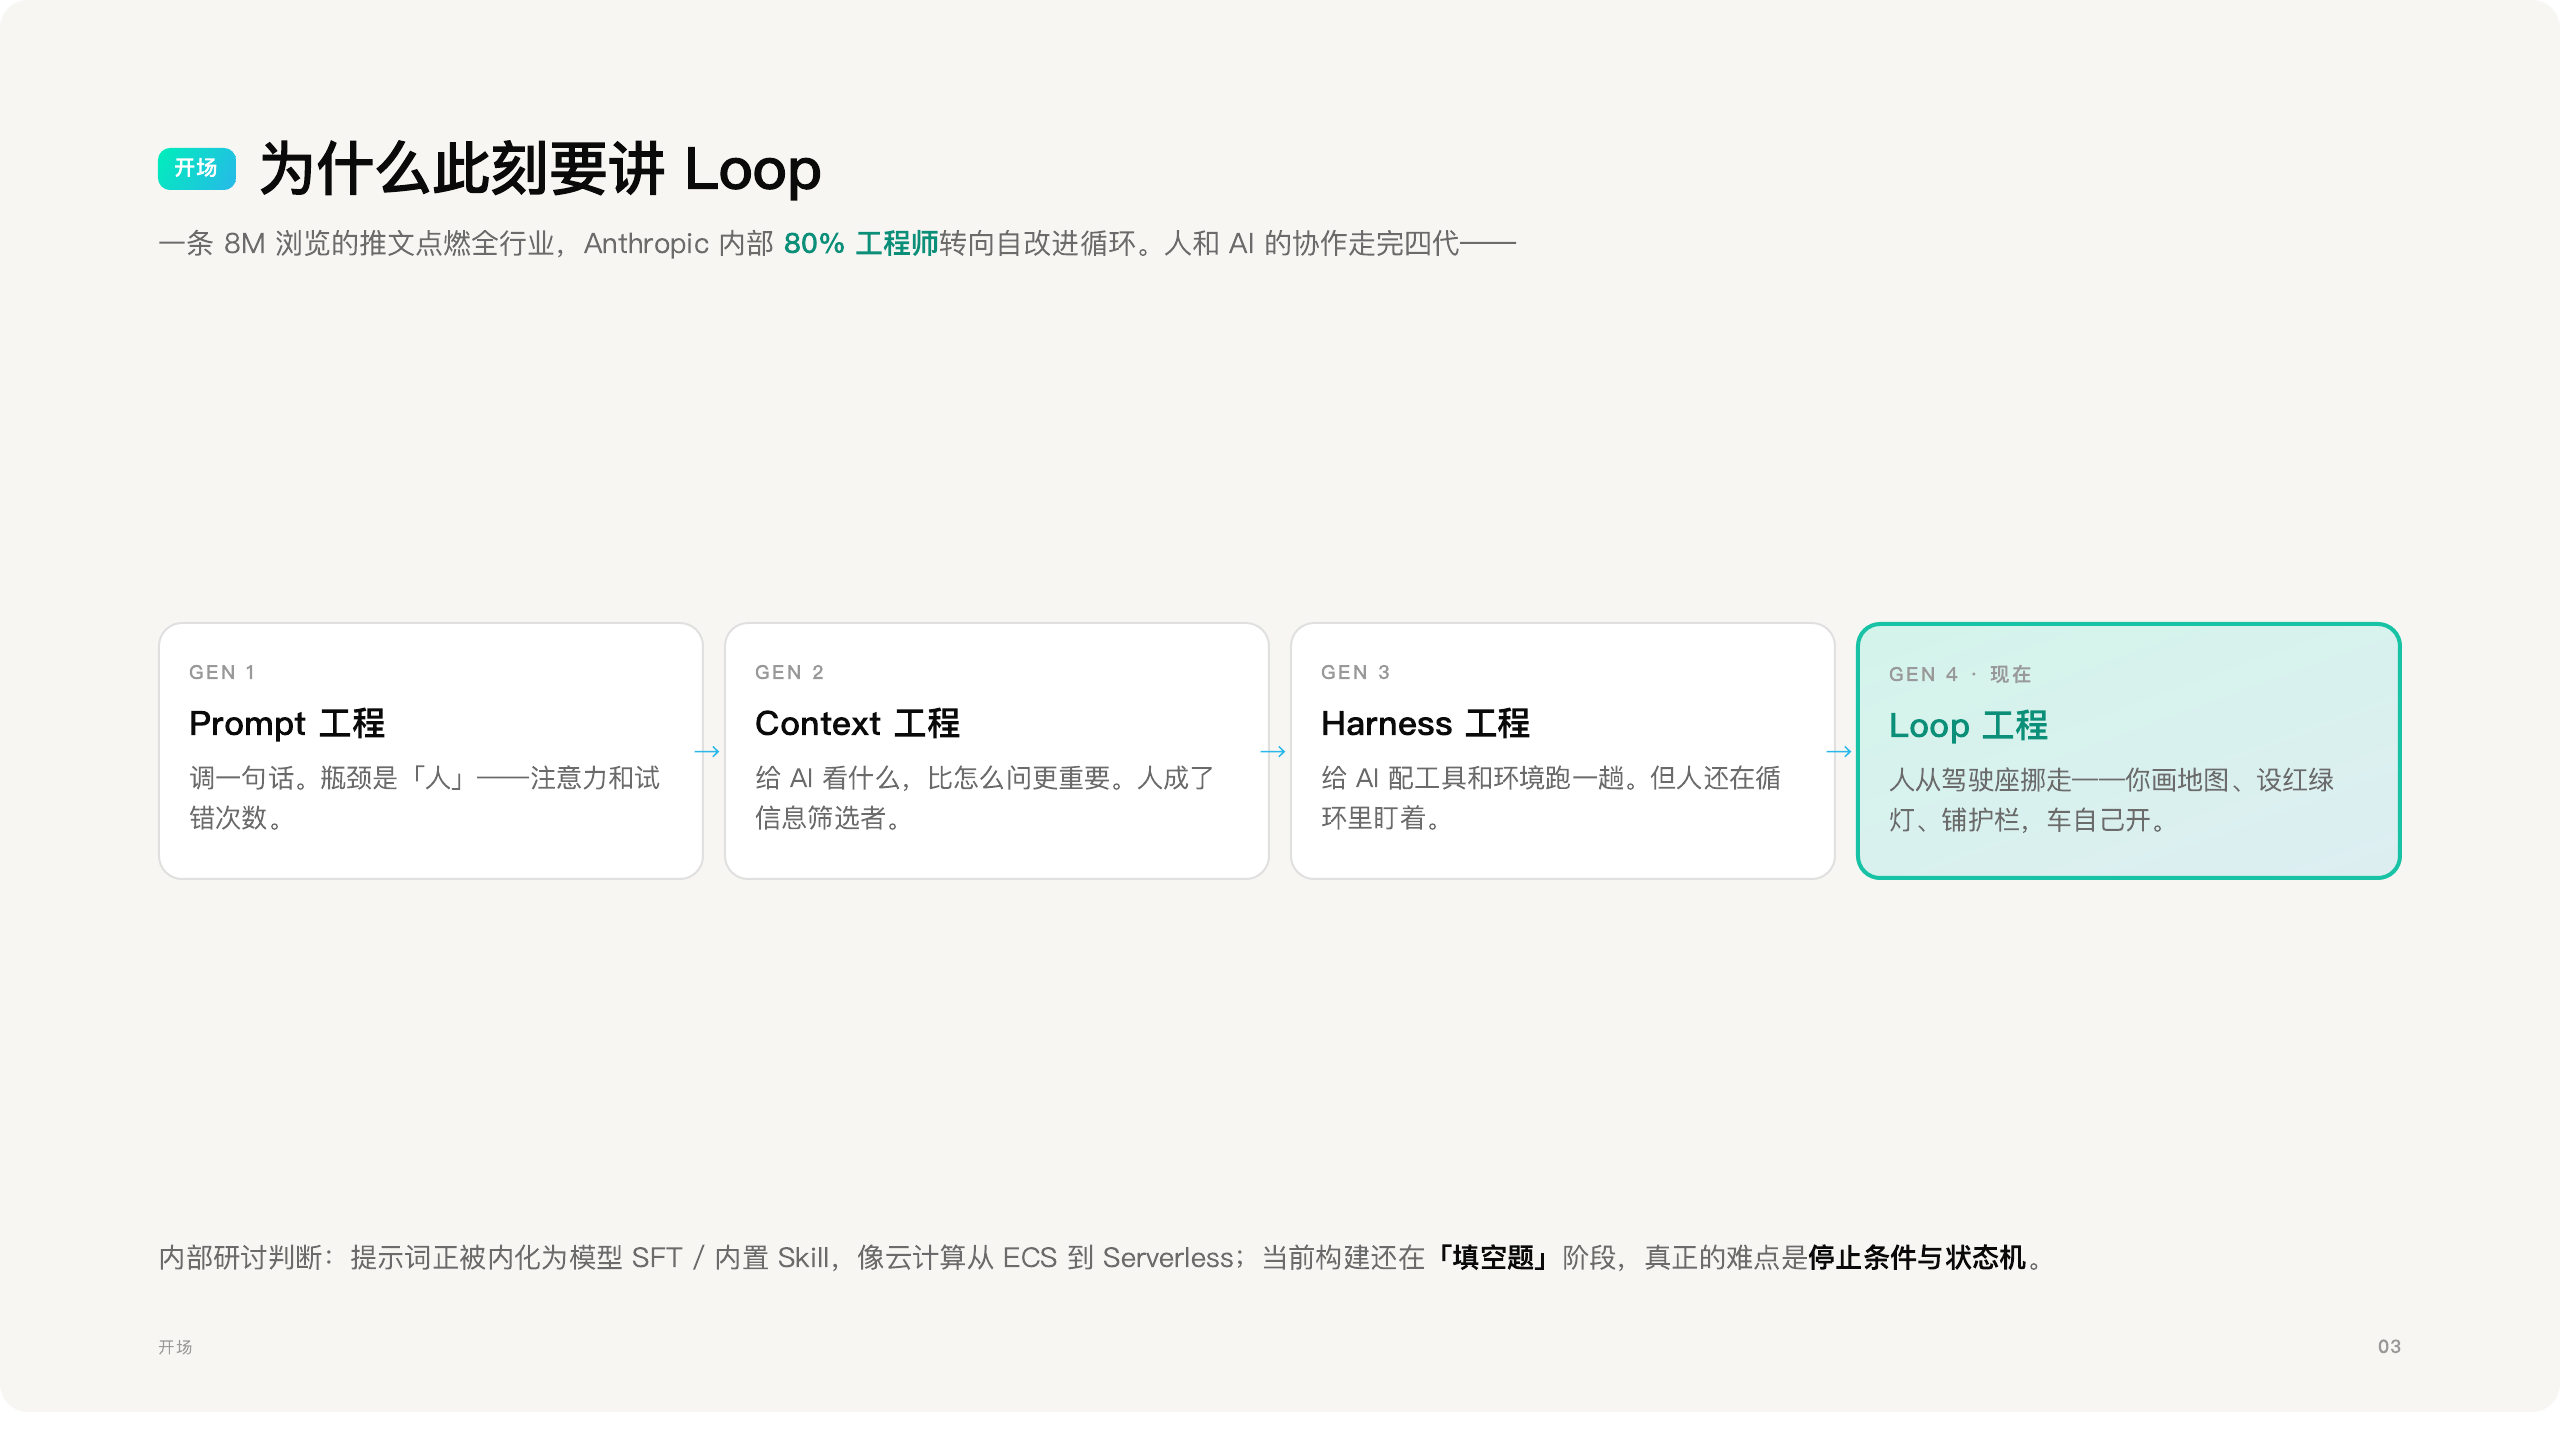 开场 为什么此刻要讲 Loop
一条 8M 浏览的推文点燃全行业，Anthropic 内部 80% 工程师转向自改进循环。人和 AI 的协作走完四代——
GEN 1
Prompt 工程
调一句话。瓶颈是「人」——注意力和试
错次数。
→
GEN 2
Context 工程
给 AI 看什么，比怎么问更重要。人成了
信息筛选者。
→
GEN 3
Harness 工程
给 AI 配工具和环境跑一趟。但人还在循
环里盯着。
→
GEN 4 · 现在
Loop 工程
人从驾驶座挪走——你画地图、设红绿
灯、铺护栏，车自己开。
内部研讨判断：提示词正被内化为模型 SFT / 内置 Skill，像云计算从 ECS 到 Serverless；当前构建还在「填空题」阶段，真正的难点是停止条件与状态机。
开场
03